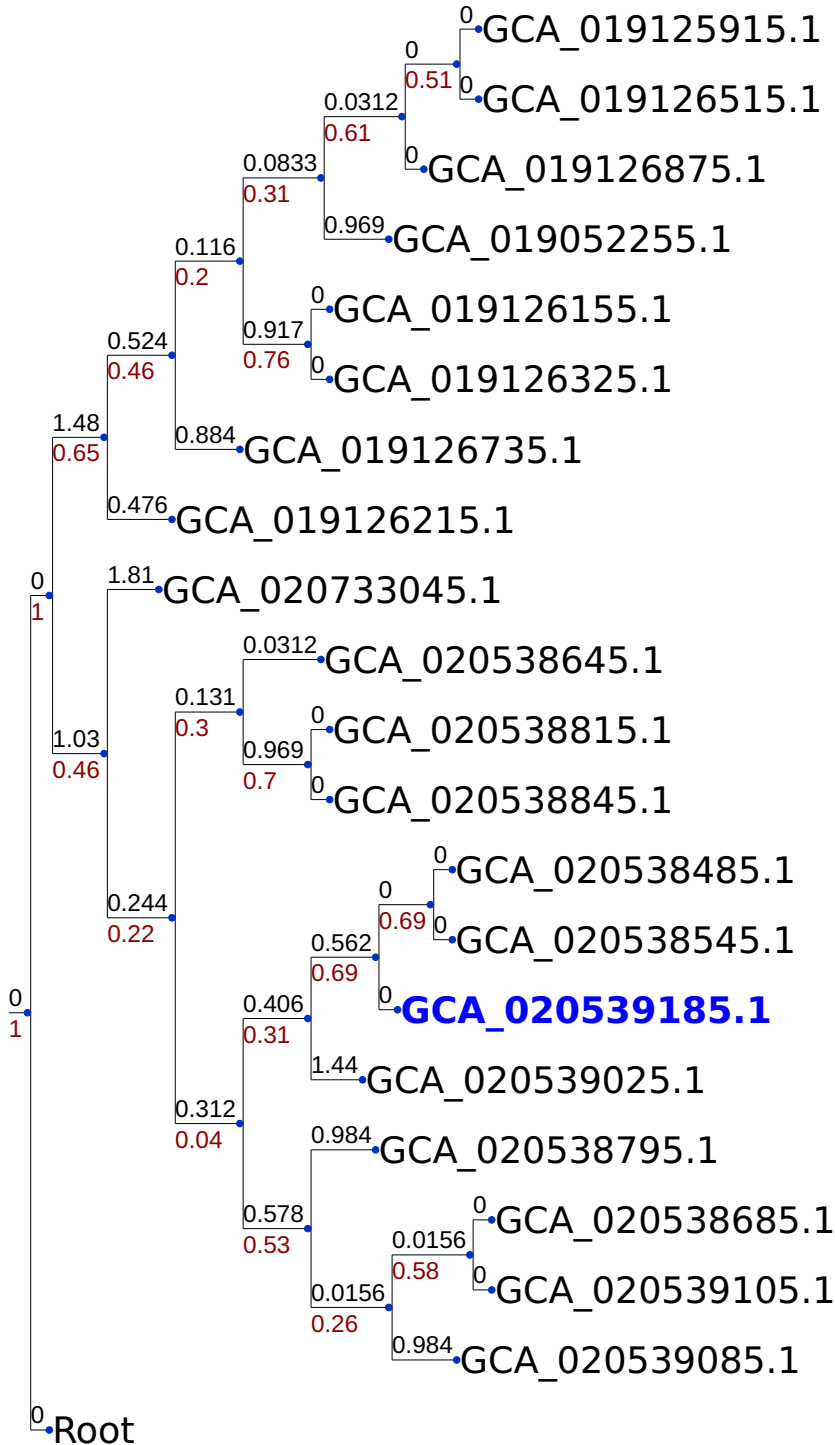 0
GCA_019125915.1
0
0.51
0
GCA_019126515.1
0.0312
0.61
0
GCA_019126875.1
0.0833
0.31
0.969
GCA_019052255.1
0.116
0.2
0
GCA_019126155.1
0.917
0.76
0
GCA_019126325.1
0.524
0.46
0.884
GCA_019126735.1
1.48
0.65
0.476
GCA_019126215.1
0
1
1.81
GCA_020733045.1
0.0312
GCA_020538645.1
0.131
0.3
0
GCA_020538815.1
0.969
0.7
0
GCA_020538845.1
1.03
0.46
0
GCA_020538485.1
0
0.69
0
GCA_020538545.1
0.244
0.22
0.562
0.69
0
GCA_020539185.1
0.406
0.31
1.44
GCA_020539025.1
0
1
0.312
0.04
0.984
GCA_020538795.1
0.578
0.53
0
GCA_020538685.1
0.0156
0.58
0
GCA_020539105.1
0.0156
0.26
0.984
GCA_020539085.1
0
Root